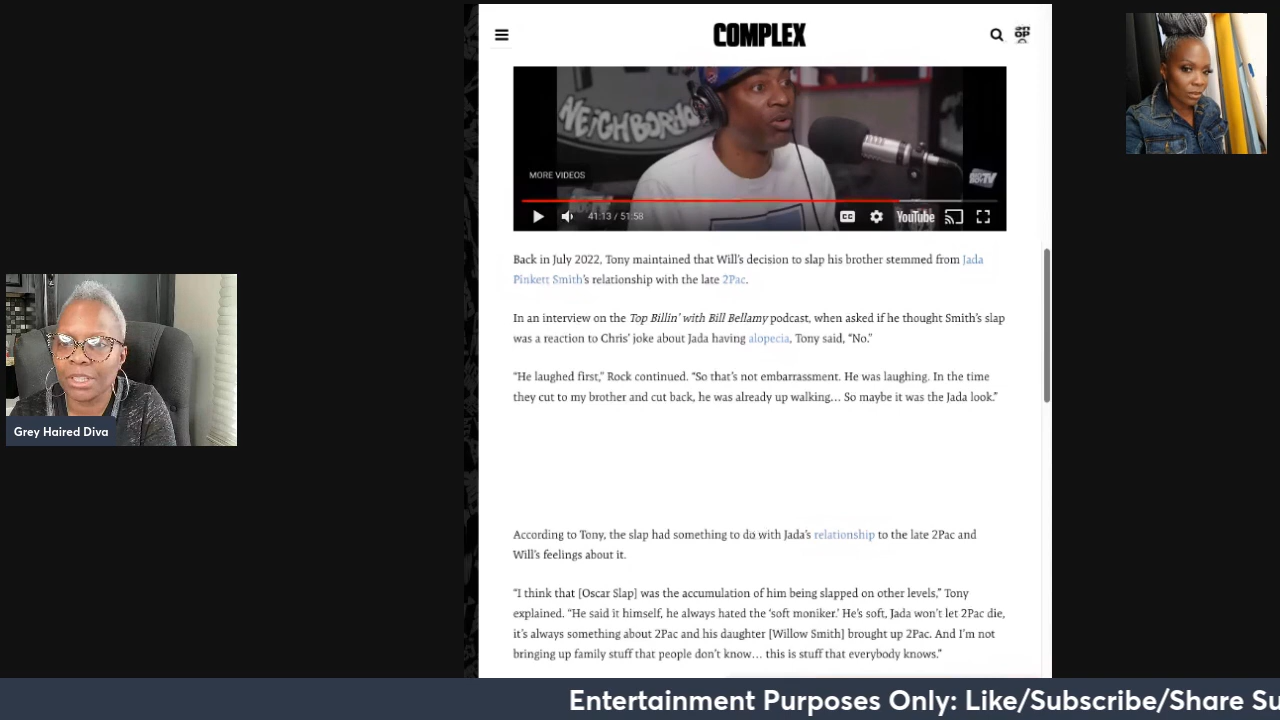 COMPLEX
NEIGHBORHO
MORE VIDEOS
41:13 / 51:58
CC
YouTube
Back in July 2022, Tony maintained that Will's decision to slap his brother stemmed from Jada
Pinkett Smith's relationship with the late 2Pac.
In an interview on the Top Billin' with Bill Bellamy podcast, when asked if he thought Smith's slap
was a reaction to Chris' joke about Jada having alopecia, Tony said, “No.”
“He laughed first,” Rock continued. “So that's not embarrassment. He was laughing. In the time
they cut to my brother and cut back, he was already up walking… So maybe it was the Jada look.”
According to Tony, the slap had something to do with Jada's relationship to the late 2Pac and
Will's feelings about it.
“I think that [Oscar Slap] was the accumulation of him being slapped on other levels,” Tony
explained. “He said it himself, he always hated the ‘soft moniker.’ He's soft, Jada won't let 2Pac die,
it's always something about 2Pac and his daughter [Willow Smith] brought up 2Pac. And I'm not
bringing up family stuff that people don't know… this is stuff that everybody knows.”
Grey Haired Diva
Entertainment Purposes Only: Like/Subscribe/Share Su